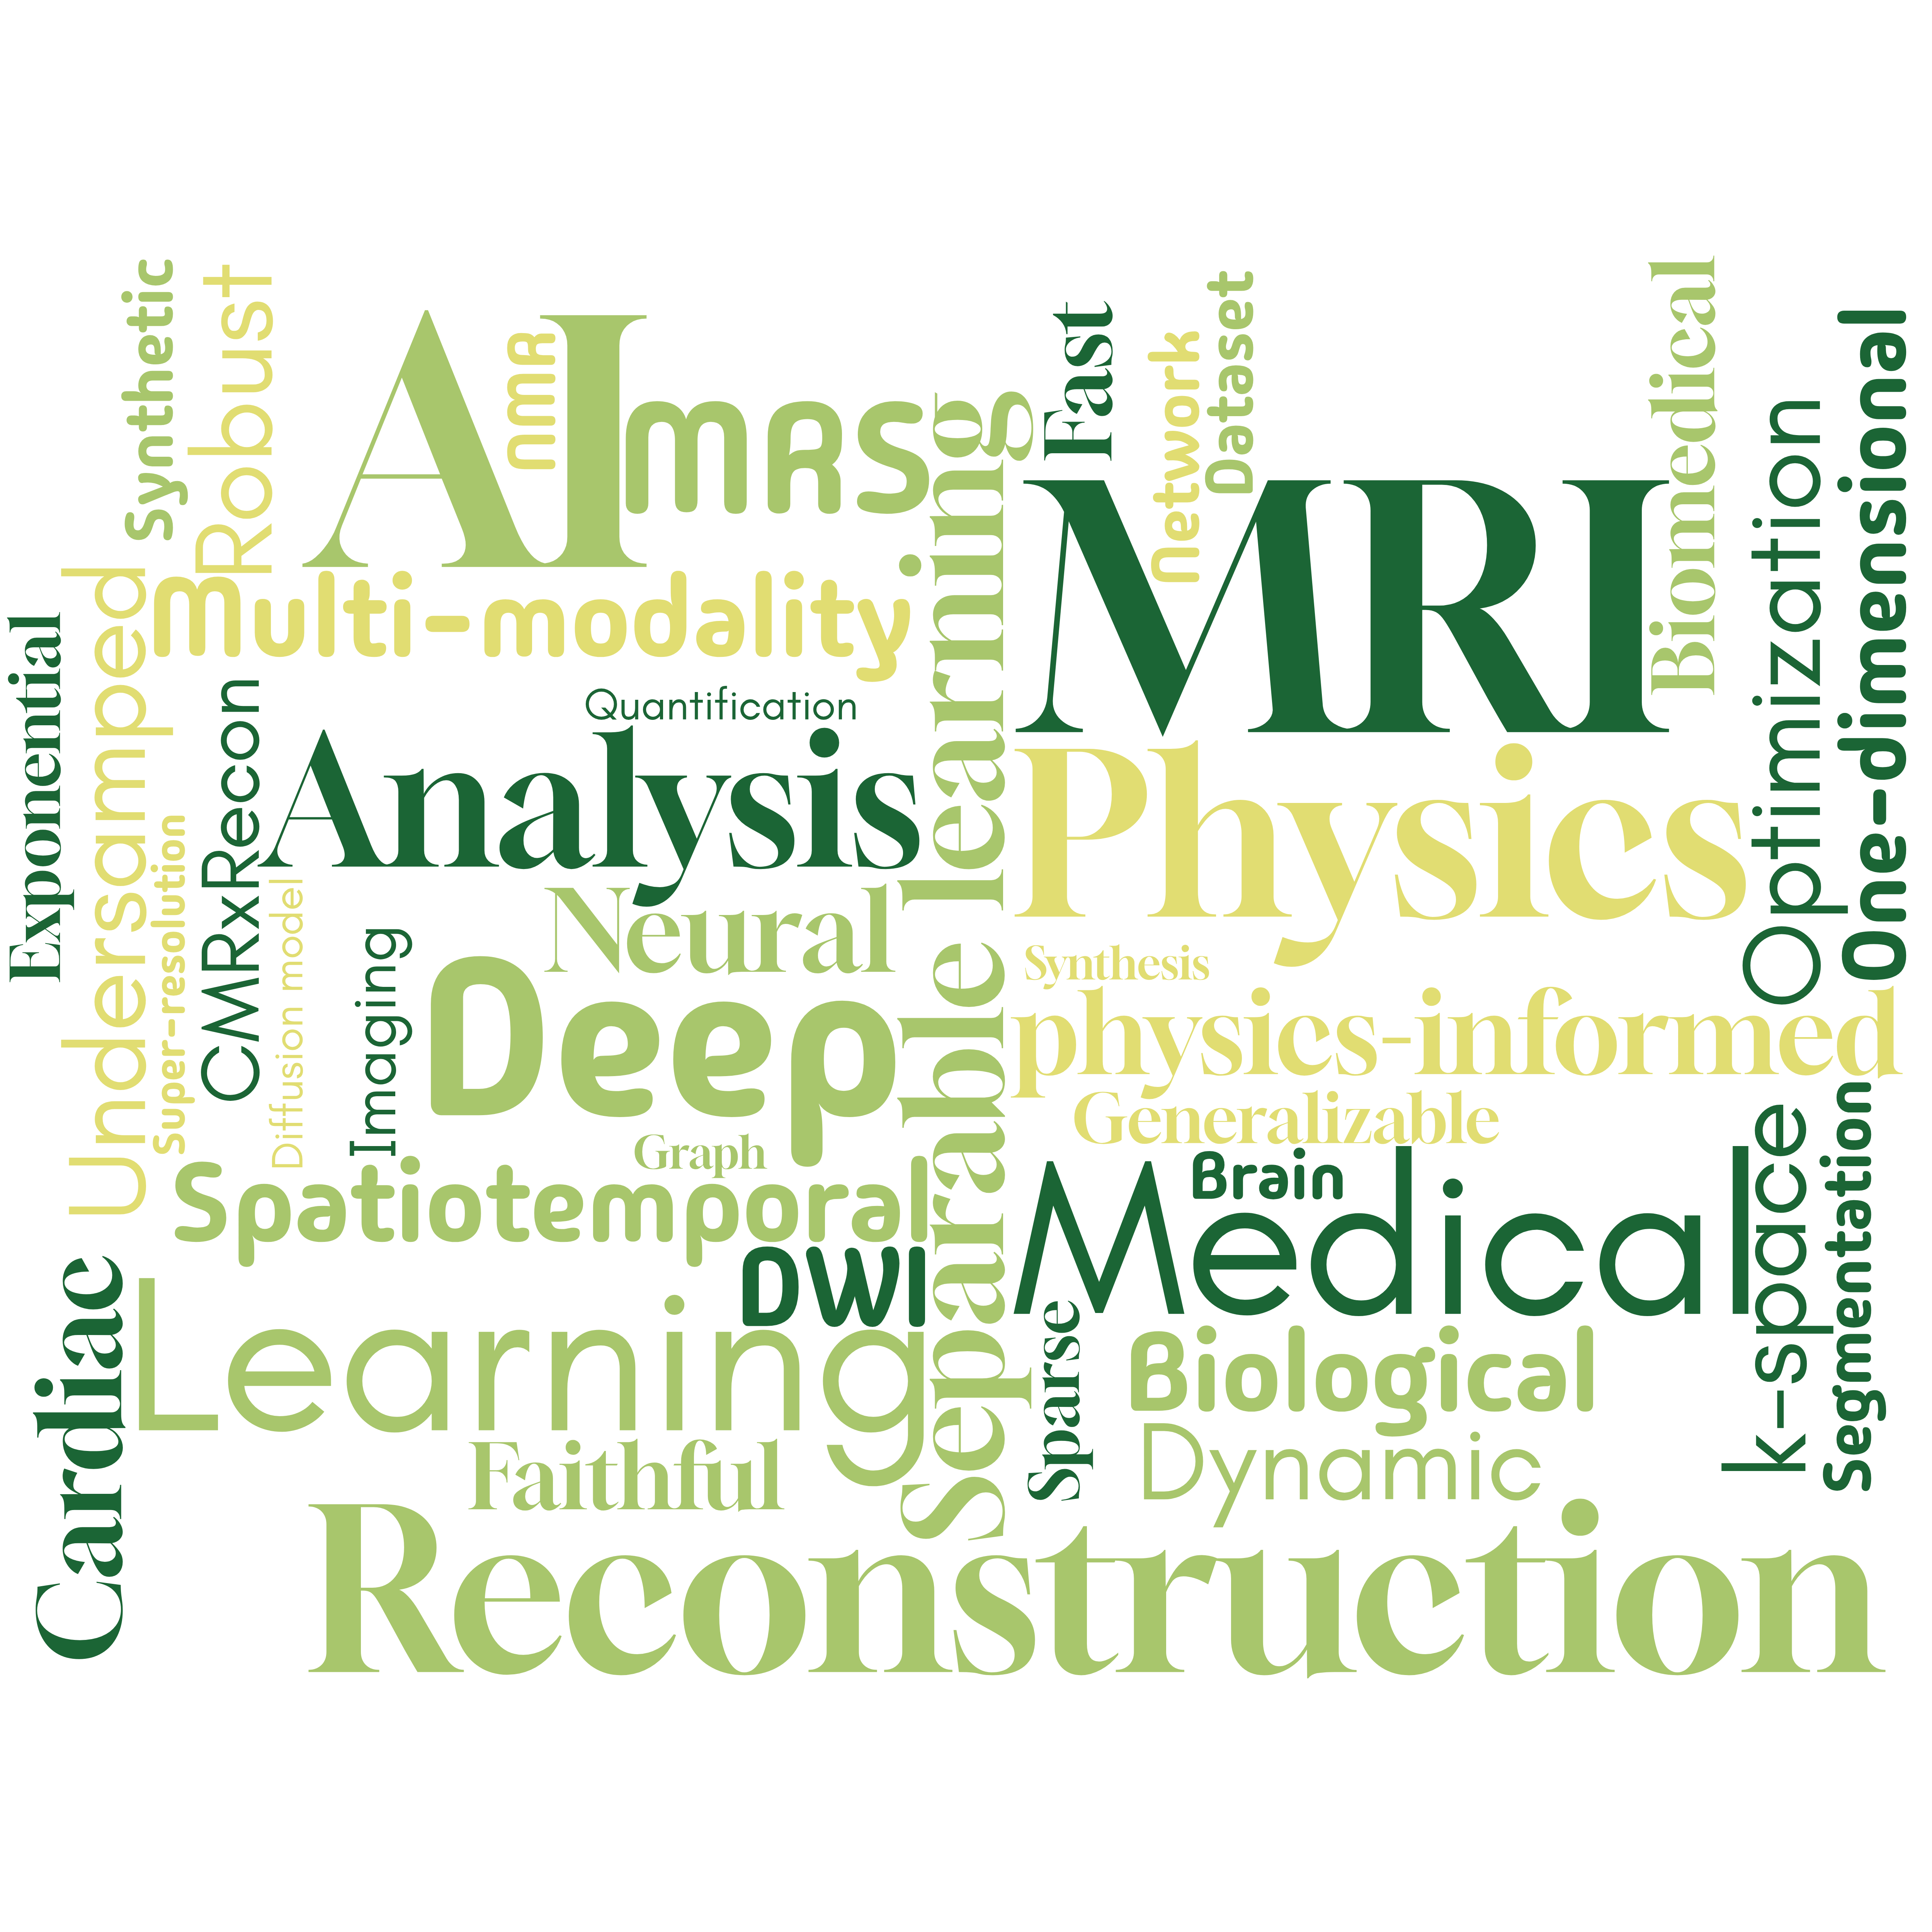 Synthetic
Robust
AI
NMR
MRS
Fast
Network
Dataset
Biomedical
One-dimensional
Optimization
MRI
Multi-modality
Exponential
Undersampled
Quantification
Analysis
Physics
CMRxRecon
Super-resolution
Diffusion model
Imaging
Neural
Deep
Separable learning
Synthesis
physics-informed
Generalizable
Graph
Spatiotemporal
Brain
Medical
k-space
Segmentation
DWI
Cardiac
Learning
Sparse
Biological
Dynamic
Faithful
Reconstruction